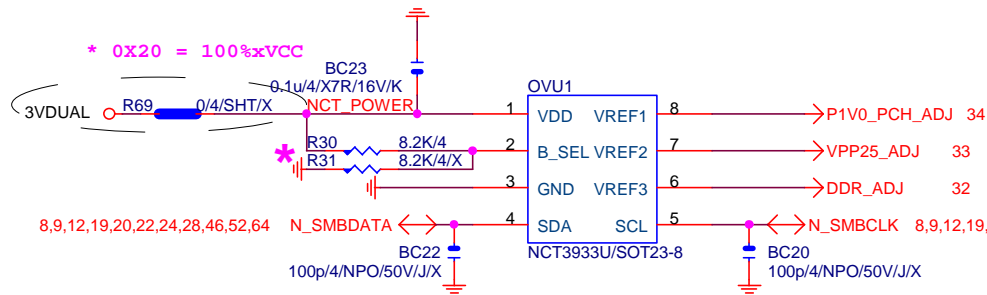 * 0X20 = 100%xVCC
BC23
0.1u/4/X7R/16V/K
OVU1
3VDUAL
R69
0/4/SHT/X
NCT_POWER
1
VDD
VREF1
8
P1V0_PCH_ADJ 34
R30
8.2K/4
2
B_SEL
VREF2
7
VPP25_ADJ 33
*
R31
8.2K/4/X
3
GND
VREF3
6
DDR_ADJ 32
8,9,12,19,20,22,24,28,46,52,64 N_SMBDATA
4
SDA
SCL
5
N_SMBCLK 8,9,12,19,
BC22
100p/4/NPO/50V/J/X
NCT3933U/SOT23-8
BC20
100p/4/NPO/50V/J/X